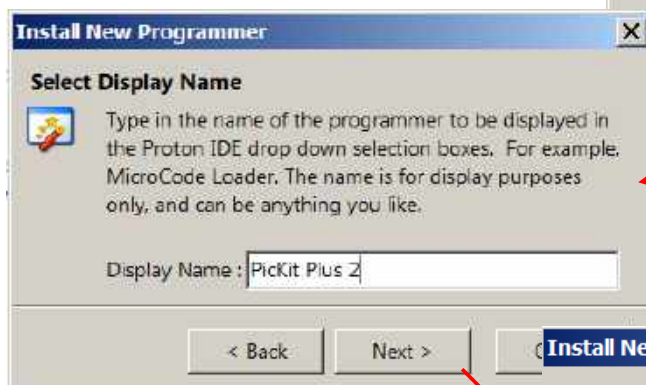 Install New Programmer
Select Display Name
Type in the name of the programmer to be displayed in
the Proton IDE drop down selection boxes. For example,
MicroCode Loader. The name is for display purposes
only, and can be anything you like.
Display Name : PicKit Plus 2
< Back
Next >
Install Ne